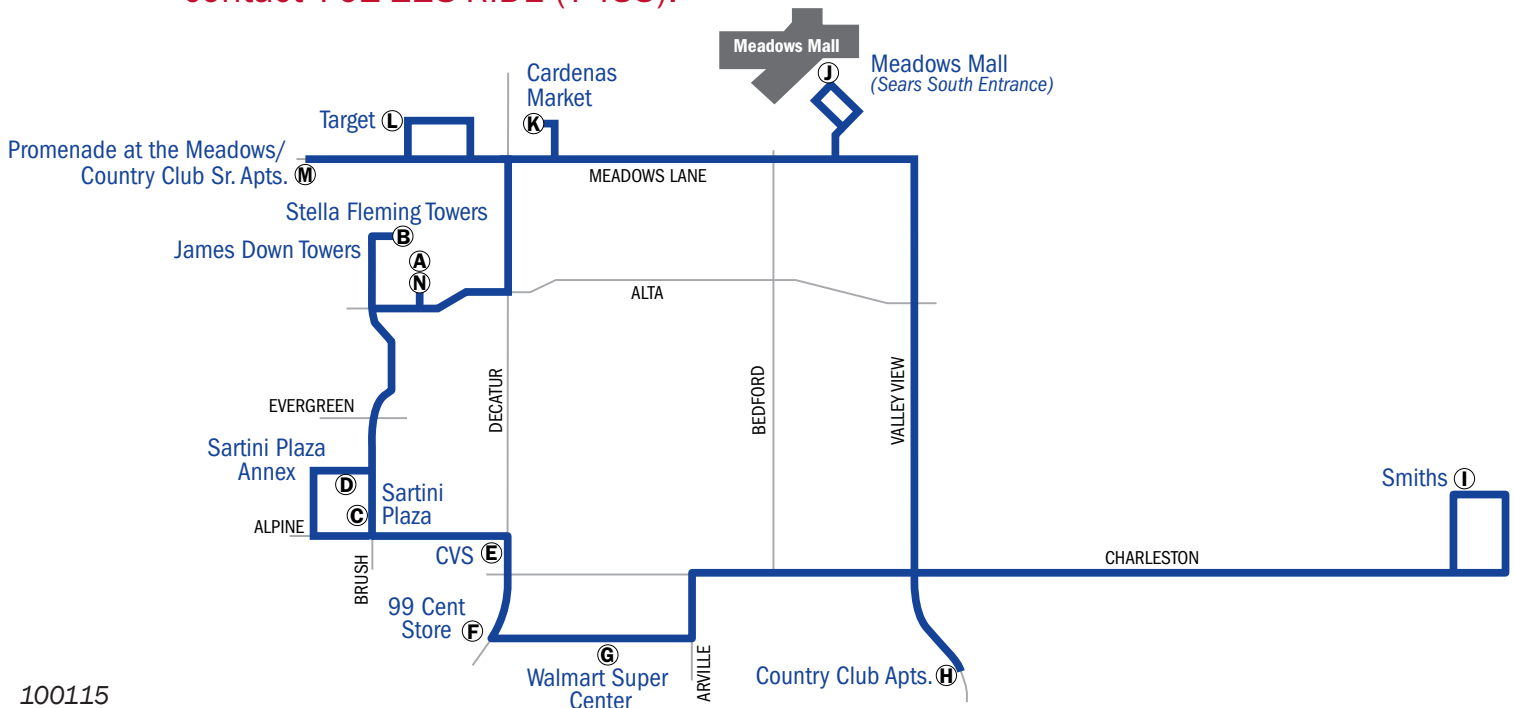 Meadows Mall
J
Meadows Mall
(Sears South Entrance)
Cardenas
Market
K
Target L
Promenade at the Meadows/
Country Club Sr. Apts. M
MEADOWS LANE
Stella Fleming Towers
B
James Down Towers
A
N
ALTA
DECATUR
BEDFORD
VALLEY VIEW
EVERGREEN
Sartini Plaza
Annex
D
Sartini
Plaza
C
ALPINE
Smiths I
CVS E
BRUSH
CHARLESTON
99 Cent
Store F
G
Walmart Super
Center
ARVILLE
Country Club Apts. H
100115